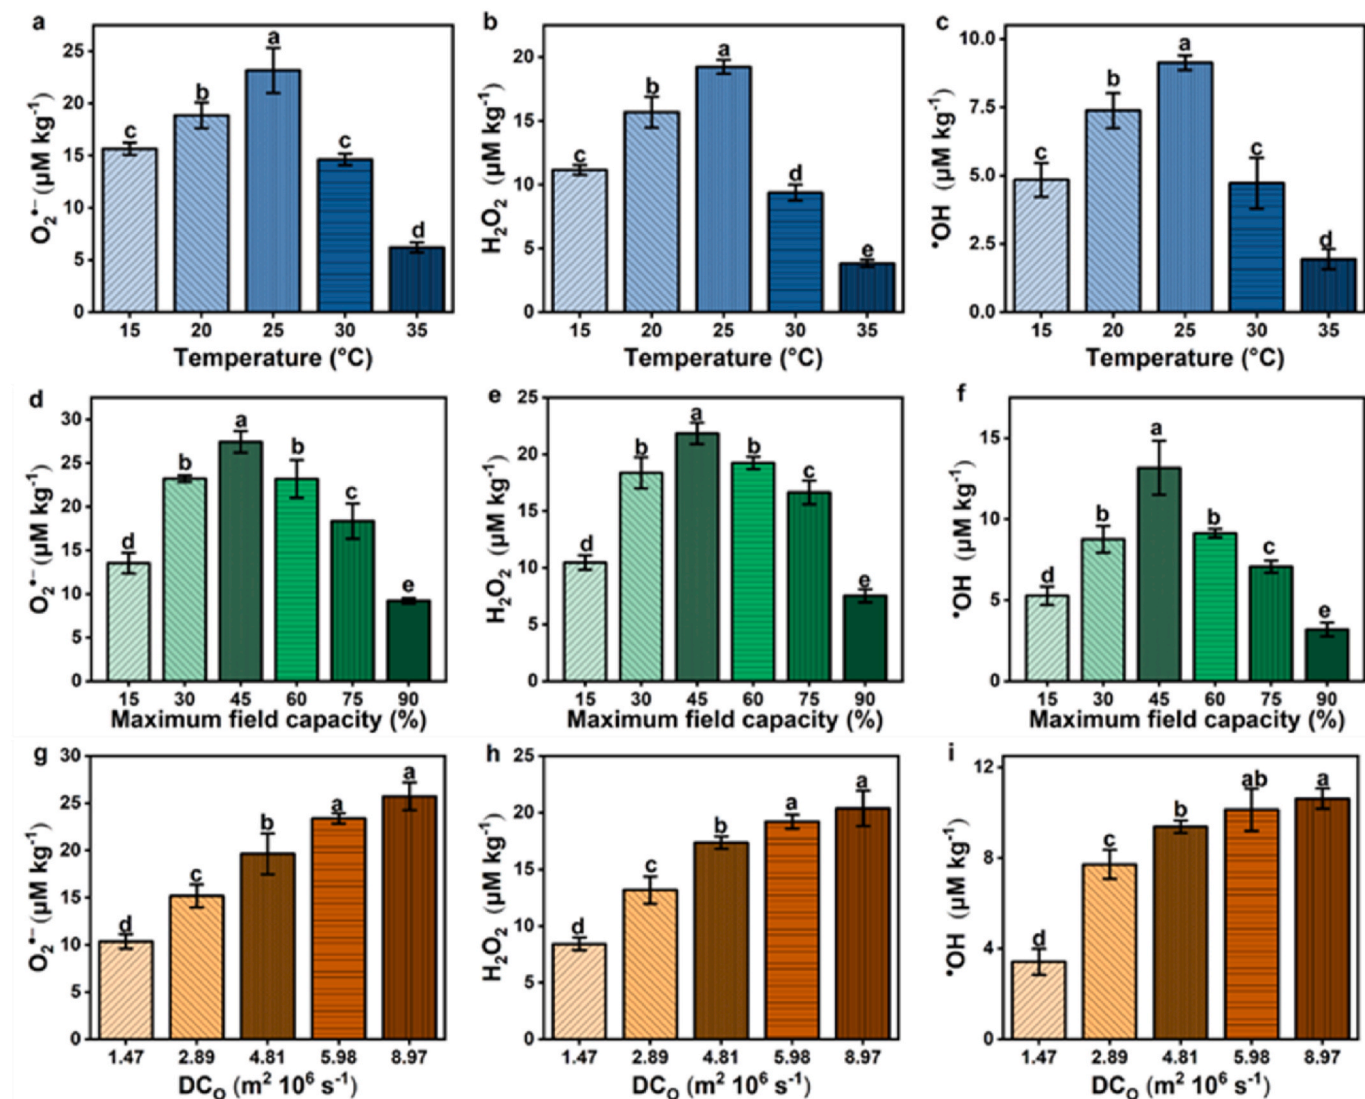 a
O₂•⁻ (μM kg⁻¹)
25
20
15
10
5
0
c
b
a
c
d
15 20 25 30 35
Temperature (°C)
b
H₂O₂ (μM kg⁻¹)
20
15
10
5
0
c
b
a
d
e
15 20 25 30 35
Temperature (°C)
c
•OH (μM kg⁻¹)
10.0
7.5
5.0
2.5
0.0
c
b
a
c
d
15 20 25 30 35
Temperature (°C)
d
O₂•⁻ (μM kg⁻¹)
30
25
20
15
10
5
0
d
b
a
b
c
e
15 30 45 60 75 90
Maximum field capacity (%)
e
H₂O₂ (μM kg⁻¹)
25
20
15
10
5
0
d
b
a
b
c
e
15 30 45 60 75 90
Maximum field capacity (%)
f
•OH (μM kg⁻¹)
15
10
5
0
d
b
a
b
c
e
15 30 45 60 75 90
Maximum field capacity (%)
g
O₂•⁻ (μM kg⁻¹)
30
25
20
15
10
5
0
d
c
b
a
a
1.47 2.89 4.81 5.98 8.97
DC_O (m² 10⁶ s⁻¹)
h
H₂O₂ (μM kg⁻¹)
25
20
15
10
5
0
d
c
b
a
a
1.47 2.89 4.81 5.98 8.97
DC_O (m² 10⁶ s⁻¹)
i
•OH (μM kg⁻¹)
12
8
4
0
d
c
b
ab
a
1.47 2.89 4.81 5.98 8.97
DC_O (m² 10⁶ s⁻¹)